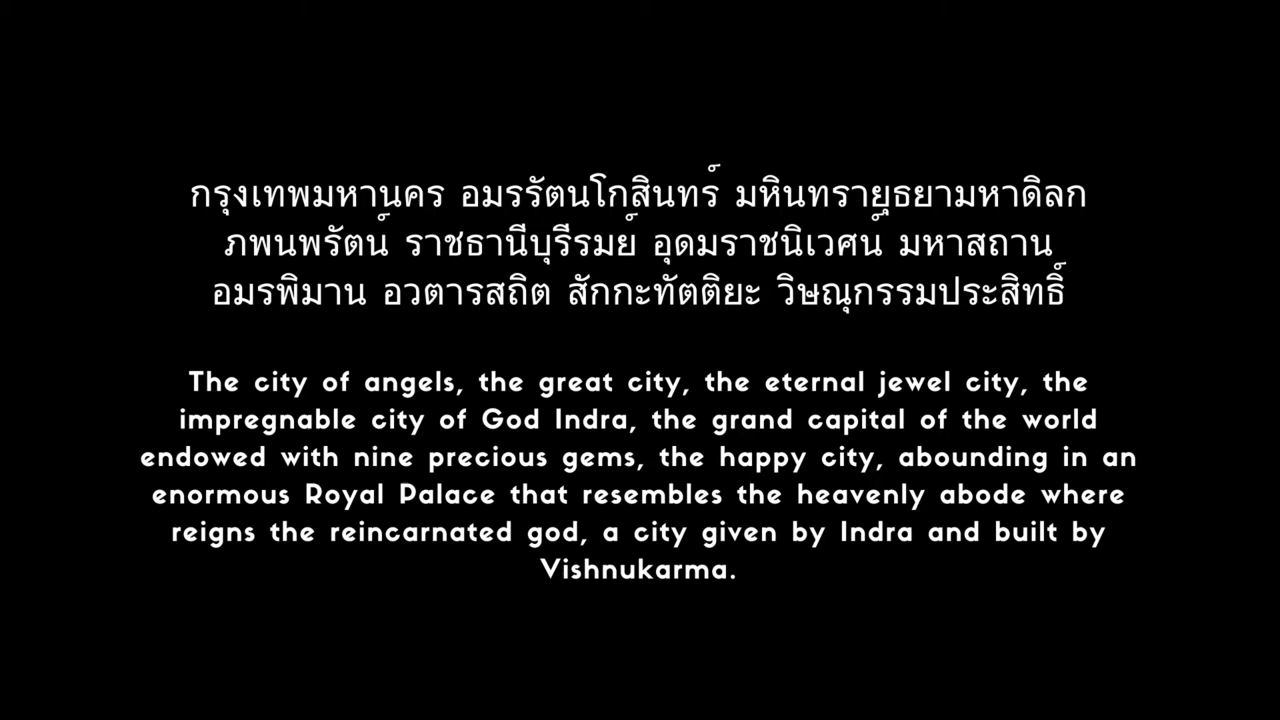 กรุงเทพมหานคร อมรรัตนโกสินทร์ มหินทรายุธยามหาดิลก
ภพนพรัตน์ ราชธานีบุรีรมย์ อุดมราชนิเวศน์ มหาสถาน
อมรพิมาน อวตารสถิต สักกะทัตติยะ วิษณุกรรมประสิทธิ์
The city of angels, the great city, the eternal jewel city, the
impregnable city of God Indra, the grand capital of the world
endowed with nine precious gems, the happy city, abounding in an
enormous Royal Palace that resembles the heavenly abode where
reigns the reincarnated god, a city given by Indra and built by
Vishnukarma.